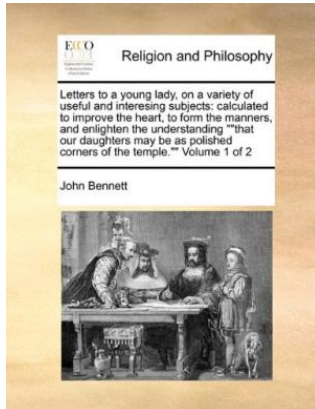 ECCO
Religion and Philosophy
Letters to a young lady, on a variety of
useful and interesing subjects: calculated
to improve the heart, to form the manners,
and enlighten the understanding ""that
our daughters may be as polished
corners of the temple."" Volume 1 of 2
John Bennett